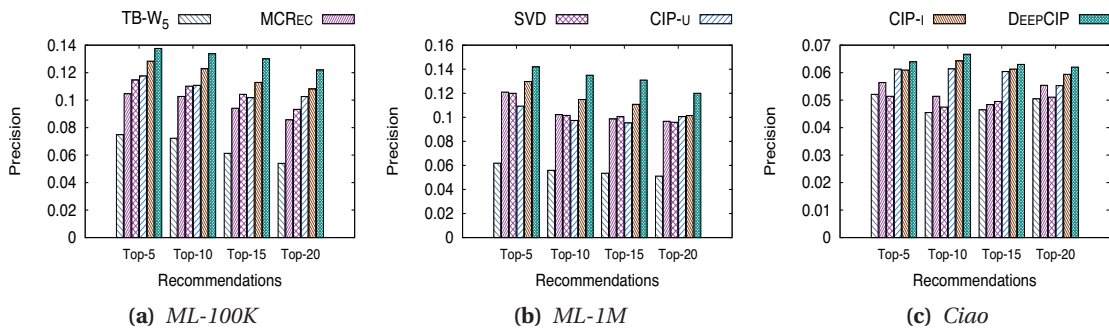 TB-W5 MCREC SVD CIP-U CIP-I DEEPCIP
0.14
0.12
0.1
0.08
0.06
0.04
0.02
0
Precision
Top-5 Top-10 Top-15 Top-20
Recommendations
(a) ML-100K
0.16
0.14
0.12
0.1
0.08
0.06
0.04
0.02
0
Precision
Top-5 Top-10 Top-15 Top-20
Recommendations
(b) ML-1M
0.07
0.06
0.05
0.04
0.03
0.02
0.01
0
Precision
Top-5 Top-10 Top-15 Top-20
Recommendations
(c) Ciao